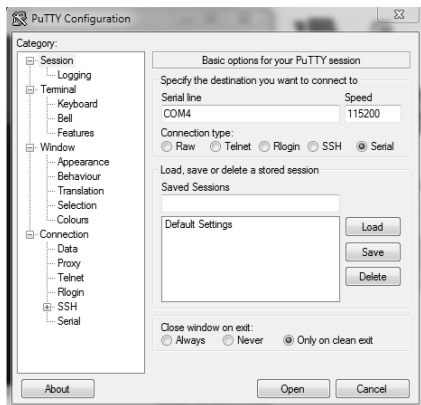 PuTTY Configuration
Category:
Session
Logging
Terminal
Keyboard
Bell
Features
Window
Appearance
Behaviour
Translation
Selection
Colours
Connection
Data
Proxy
Telnet
Rlogin
SSH
Serial
Basic options for your PuTTY session
Specify the destination you want to connect to
Serial line Speed
COM4 115200
Connection type:
Raw Telnet Rlogin SSH Serial
Load, save or delete a stored session
Saved Sessions
Default Settings
Load
Save
Delete
Close window on exit:
Always Never Only on clean exit
About Open Cancel